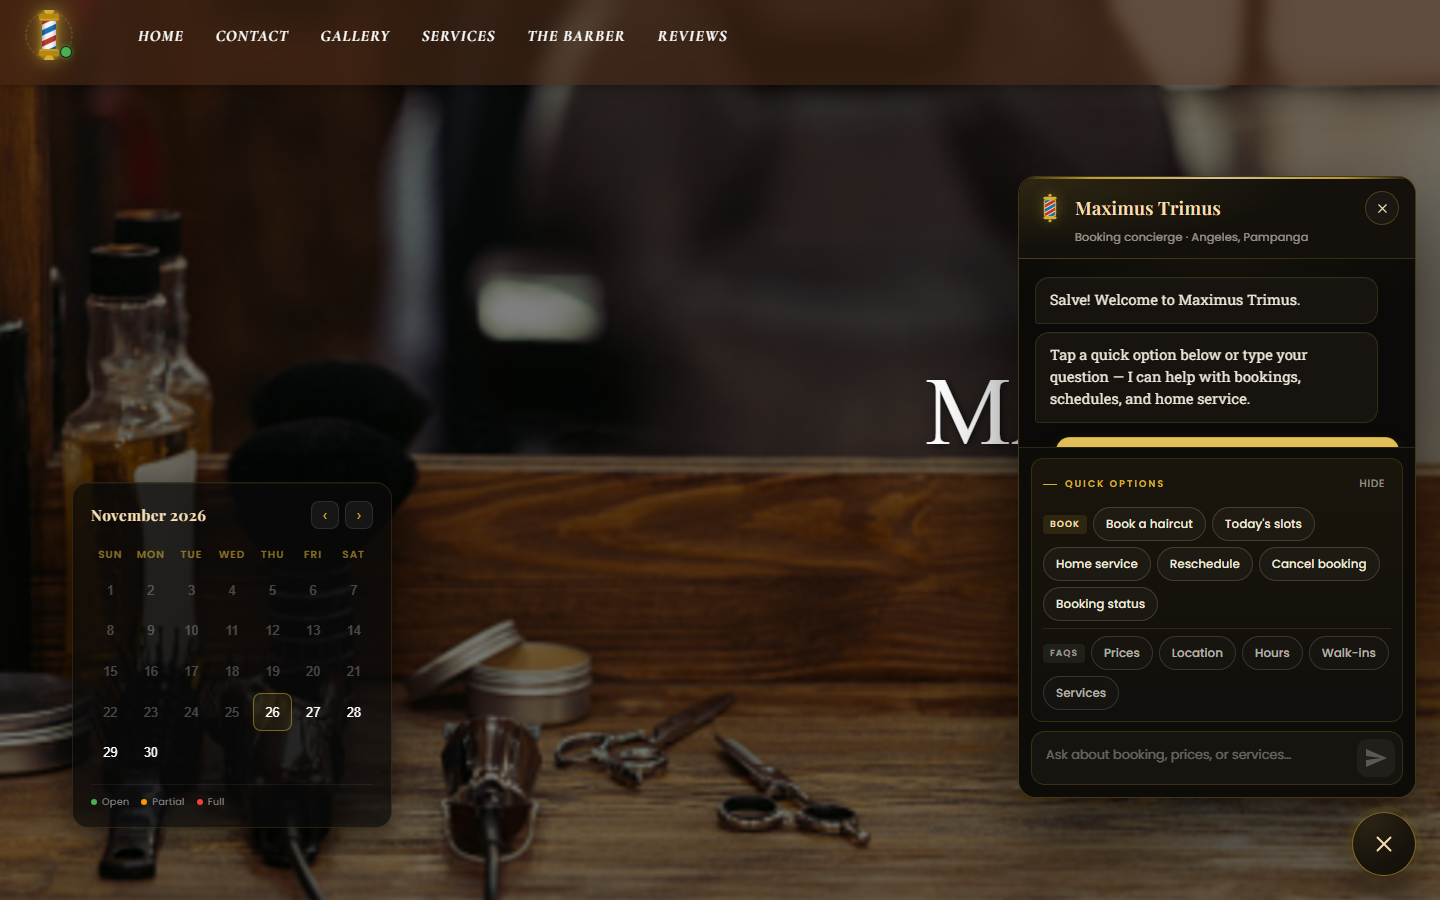 HOME CONTACT GALLERY SERVICES THE BARBER REVIEWS
M
November 2026
SUN MON TUE WED THU FRI SAT
1 2 3 4 5 6 7
8 9 10 11 12 13 14
15 16 17 18 19 20 21
22 23 24 25 26 27 28
29 30
Open Partial Full
Maximus Trimus
Booking concierge · Angeles, Pampanga
Salve! Welcome to Maximus Trimus.
Tap a quick option below or type your
question — I can help with bookings,
schedules, and home service.
QUICK OPTIONS HIDE
BOOK Book a haircut Today's slots
Home service Reschedule Cancel booking
Booking status
FAQS Prices Location Hours Walk-ins
Services
Ask about booking, prices, or services...